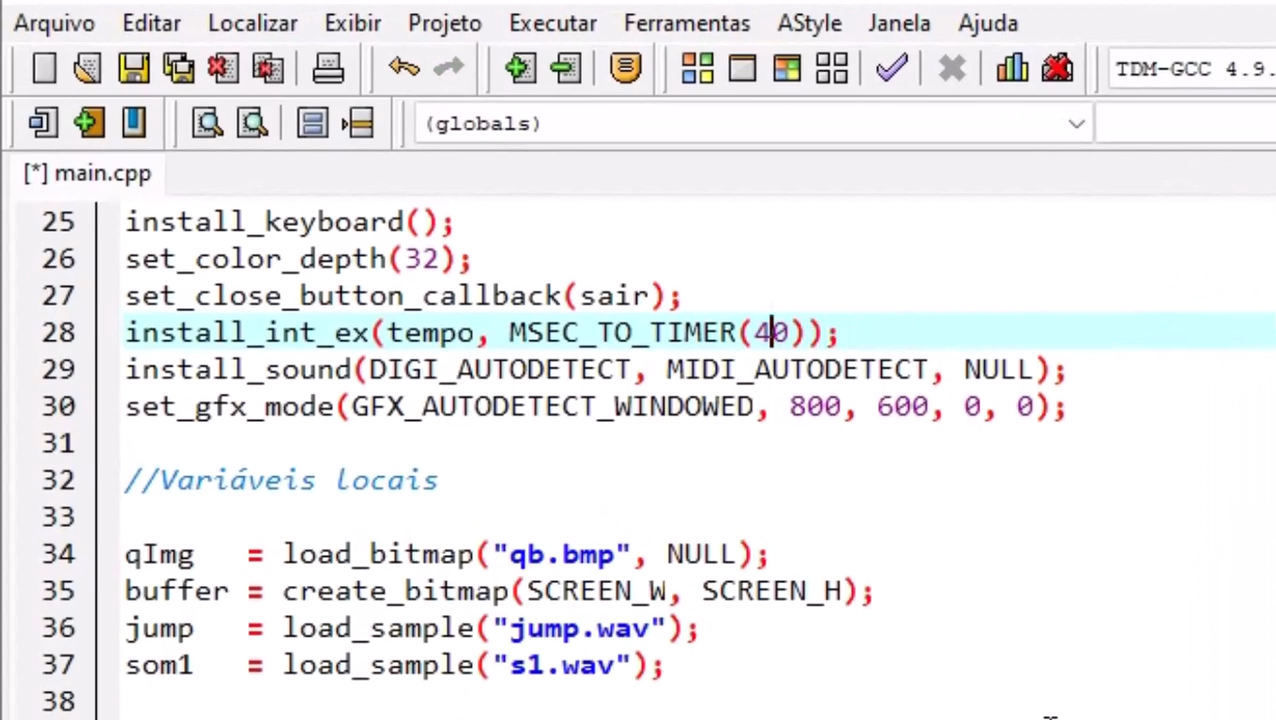 Arquivo Editar Localizar Exibir Projeto Executar Ferramentas AStyle Janela Ajuda
TDM-GCC 4.9.
(globals)
[*] main.cpp
25 install_keyboard();
26 set_color_depth(32);
27 set_close_button_callback(sair);
28 install_int_ex(tempo, MSEC_TO_TIMER(40));
29 install_sound(DIGI_AUTODETECT, MIDI_AUTODETECT, NULL);
30 set_gfx_mode(GFX_AUTODETECT_WINDOWED, 800, 600, 0, 0);
31
32 //Variáveis locais
33
34 qImg = load_bitmap("qb.bmp", NULL);
35 buffer = create_bitmap(SCREEN_W, SCREEN_H);
36 jump = load_sample("jump.wav");
37 som1 = load_sample("s1.wav");
38